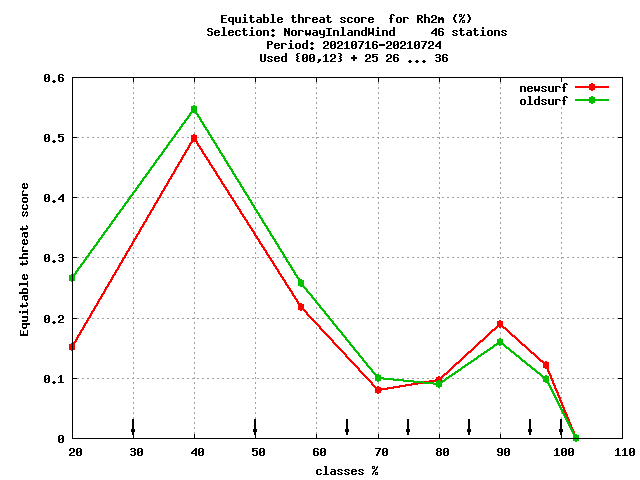 Equitable threat score  for Rh2m (%)
Selection: NorwayInlandWind     46 stations
Period: 20210716-20210724
Used {00,12} + 25 26 ... 36
newsurf
oldsurf
0.6
0.5
0.4
0.3
0.2
0.1
0
Equitable threat score
20 30 40 50 60 70 80 90 100 110
classes %